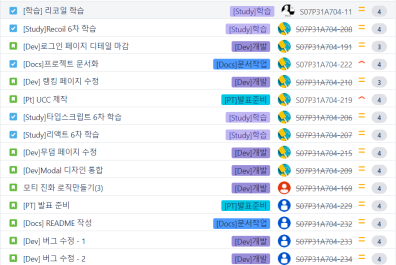 [학습] 리코일 학습 [Study]학습 S07P31A704-11 4
[Study]Recoil 6차 학습 [Study]학습 S07P31A704-208 4
[Dev]로그인 페이지 디테일 마감 [Dev]개발 S07P31A704-191 3
[Docs]프로젝트 문서화 [Docs]문서작업 S07P31A704-222 4
[Dev] 랭킹 페이지 수정 [Dev]개발 S07P31A704-210 3
[Pt] UCC 제작 [PT]발표준비 S07P31A704-219 4
[Study]타입스크립트 6차 학습 [Study]학습 S07P31A704-206 4
[Study]리액트 6차 학습 [Study]학습 S07P31A704-207 4
[Dev]무덤 페이지 수정 [Dev]개발 S07P31A704-215 4
[Dev]Modal 디자인 통합 [Dev]개발 S07P31A704-209 4
모티 진화 로직만들기(3) [Dev]개발 S07P31A704-169 4
[PT] 발표 준비 [PT]발표준비 S07P31A704-229 4
[Docs] README 작성 [Docs]문서작업 S07P31A704-232 4
[Dev] 버그 수정 - 1 [Dev]개발 S07P31A704-233 4
[Dev] 버그 수정 - 2 [Dev]개발 S07P31A704-234 4